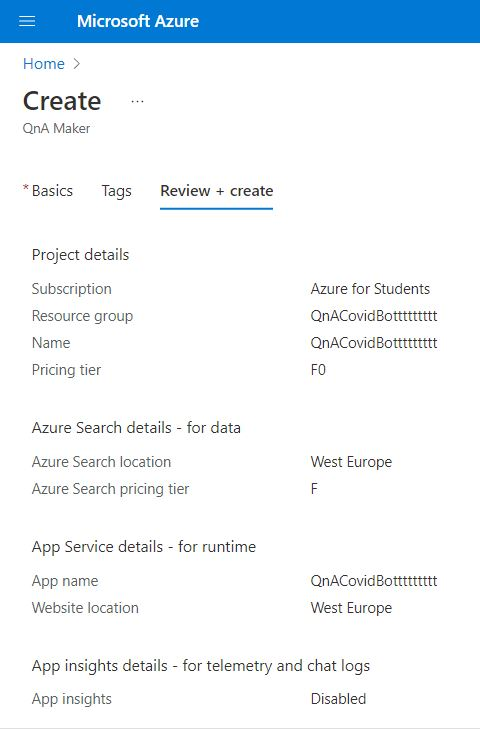 Microsoft Azure
Home >
Create ...
QnA Maker
* Basics Tags Review + create
Project details
Subscription Azure for Students
Resource group QnACovidBotttttttttt
Name QnACovidBotttttttttt
Pricing tier F0
Azure Search details - for data
Azure Search location West Europe
Azure Search pricing tier F
App Service details - for runtime
App name QnACovidBotttttttttt
Website location West Europe
App insights details - for telemetry and chat logs
App insights Disabled